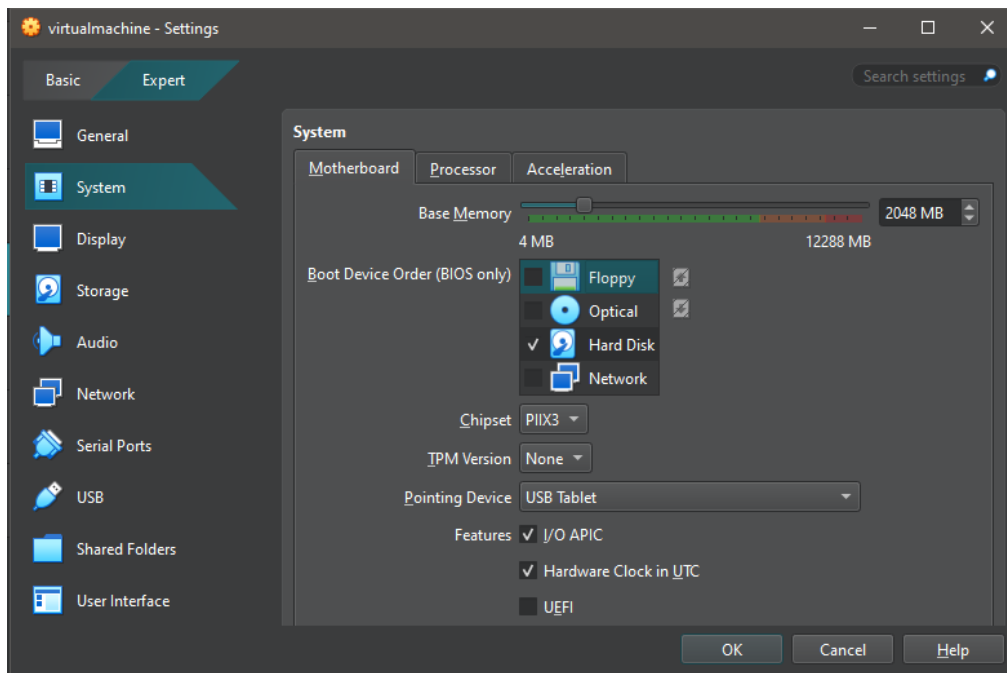 virtualmachine - Settings
Basic
Expert
Search settings
General
System
Display
Storage
Audio
Network
Serial Ports
USB
Shared Folders
User Interface
System
Motherboard
Processor
Acceleration
Base Memory
2048 MB
4 MB
12288 MB
Boot Device Order (BIOS only)
Floppy
Optical
Hard Disk
Network
Chipset
PIIX3
TPM Version
None
Pointing Device
USB Tablet
Features
I/O APIC
Hardware Clock in UTC
UEFI
OK
Cancel
Help